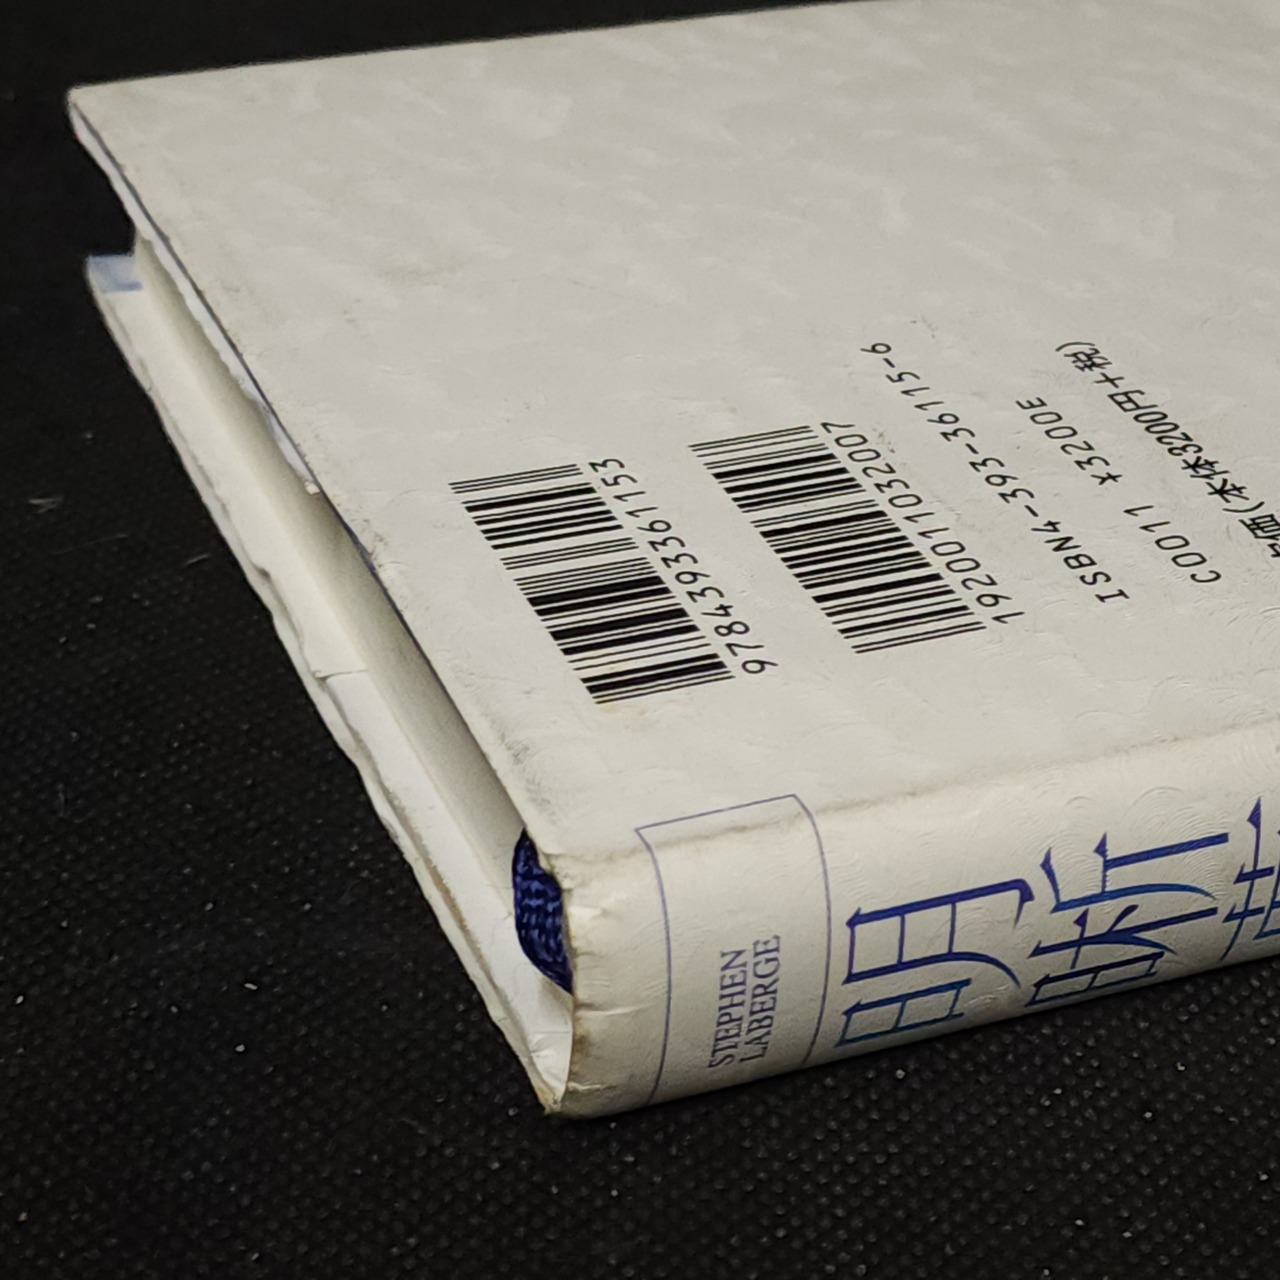 9784393361153
1920011032007
ISBN4-393-36115-6
C0011 ¥3200E
価(本体3200円+税)
STEPHEN
LABERGE
明晰